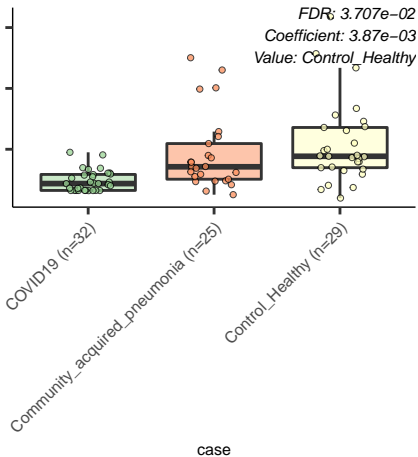 FDR: 3.707e−02
Coefficient: 3.87e−03
Value: Control_Healthy
COVID19 (n=32)
Community_acquired_pneumonia (n=25)
Control_Healthy (n=29)
case